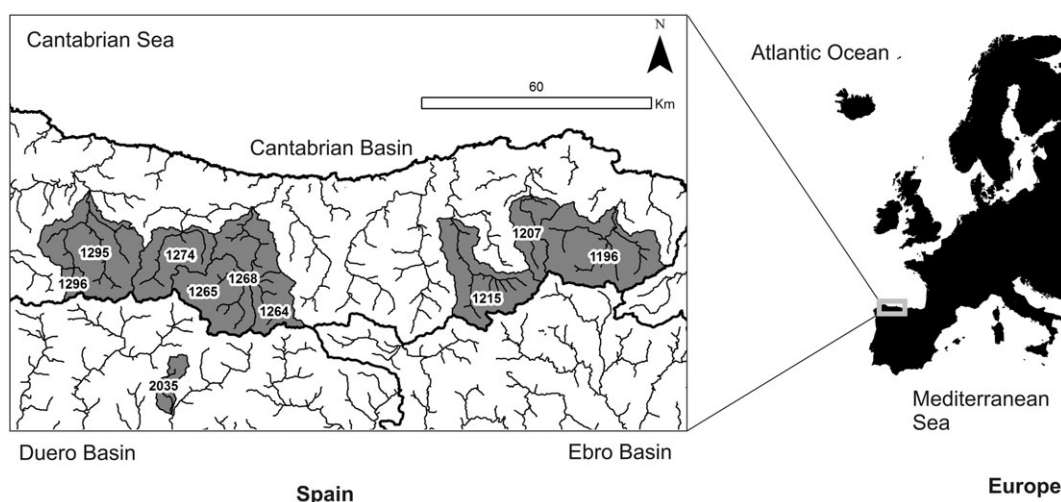 Cantabrian Sea
N
60
Km
Cantabrian Basin
1295
1296
1274
1265
1268
1264
1207
1196
1215
2035
Duero Basin
Ebro Basin
Spain
Atlantic Ocean
Mediterranean
Sea
Europe